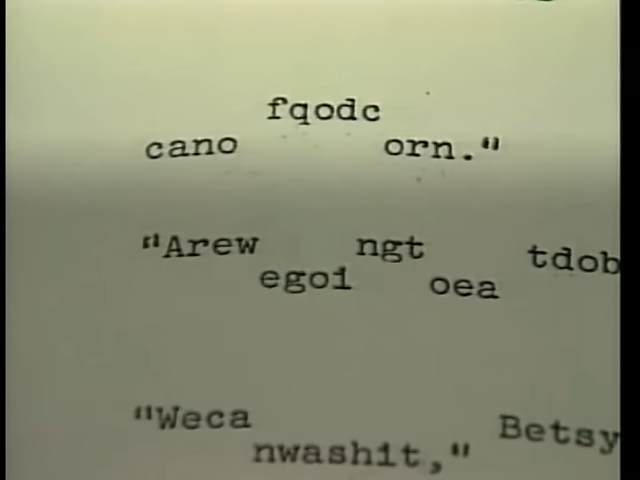 fqodc
cano orn."
"Arew ngt tdob
egoi oea
"Weca Betsy
nwashit,"